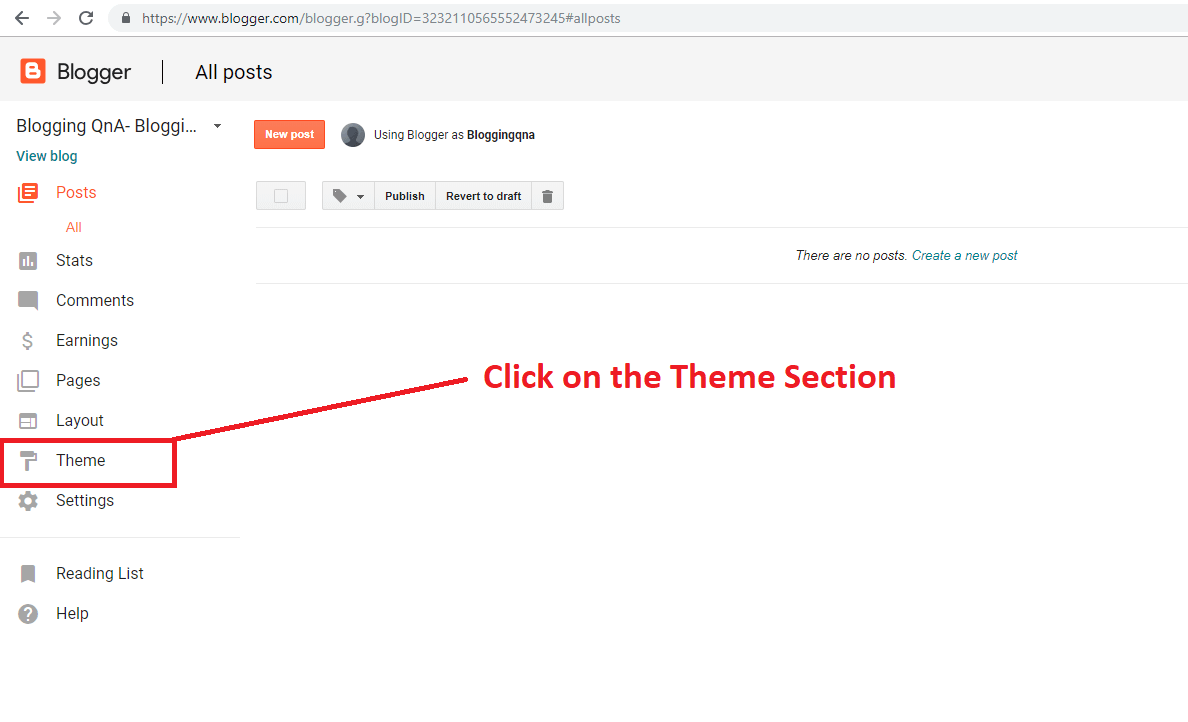 https://www.blogger.com/blogger.g?blogID=3232110565552473245#allposts
Blogger All posts
Blogging QnA- Bloggi...
View blog
New post
Using Blogger as Bloggingqna
Posts
Publish Revert to draft
All
There are no posts. Create a new post
Stats
Comments
Earnings
Pages
Click on the Theme Section
Layout
Theme
Settings
Reading List
Help